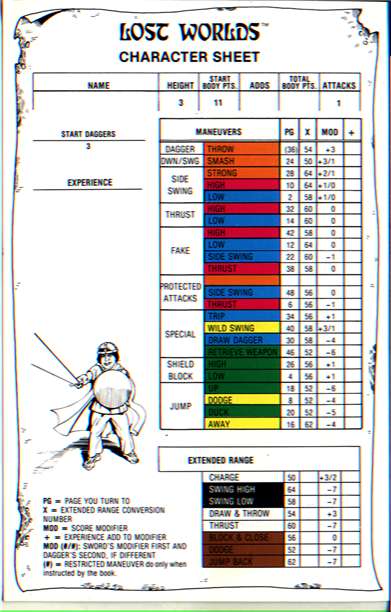 LOST WORLDS™
CHARACTER SHEET
NAME HEIGHT START BODY PTS. ADDS TOTAL BODY PTS. ATTACKS
3 11 1
START DAGGERS
3
EXPERIENCE
MANEUVERS PG X MOD +
DAGGER THROW (36) 54 +3
DWN/SWG SMASH 24 50 +3/1
SIDE SWING STRONG 28 64 +2/1
HIGH 10 64 +1/0
LOW 2 58 +1/0
THRUST HIGH 32 60 0
LOW 14 60 0
FAKE HIGH 42 58 0
LOW 12 64 0
SIDE SWING 22 60 -1
THRUST 38 58 0
PROTECTED ATTACKS
SIDE SWING 48 56 0
THRUST 6 56 -1
SPECIAL TRIP 34 56 +1
WILD SWING 40 58 +3/1
DRAW DAGGER 30 58 -4
RETRIEVE WEAPON 46 52 -6
SHIELD BLOCK HIGH 26 56 +1
LOW 4 56 +1
JUMP UP 18 52 -6
DODGE 8 52 -4
DUCK 20 52 -5
AWAY 16 62 -4
EXTENDED RANGE
CHARGE 50 +3/2
SWING HIGH 64 -7
SWING LOW 58 -7
DRAW & THROW 54 +3
THRUST 60 -7
BLOCK & CLOSE 56 0
DODGE 52 -7
JUMP BACK 62 -7
PG = PAGE YOU TURN TO
X = EXTENDED RANGE CONVERSION
NUMBER
MOD = SCORE MODIFIER
+ = EXPERIENCE ADD TO MODIFIER
MOD (#/#): SWORD'S MODIFIER FIRST AND
DAGGER'S SECOND, IF DIFFERENT
(#) = RESTRICTED MANEUVER do only when
instructed by the book.